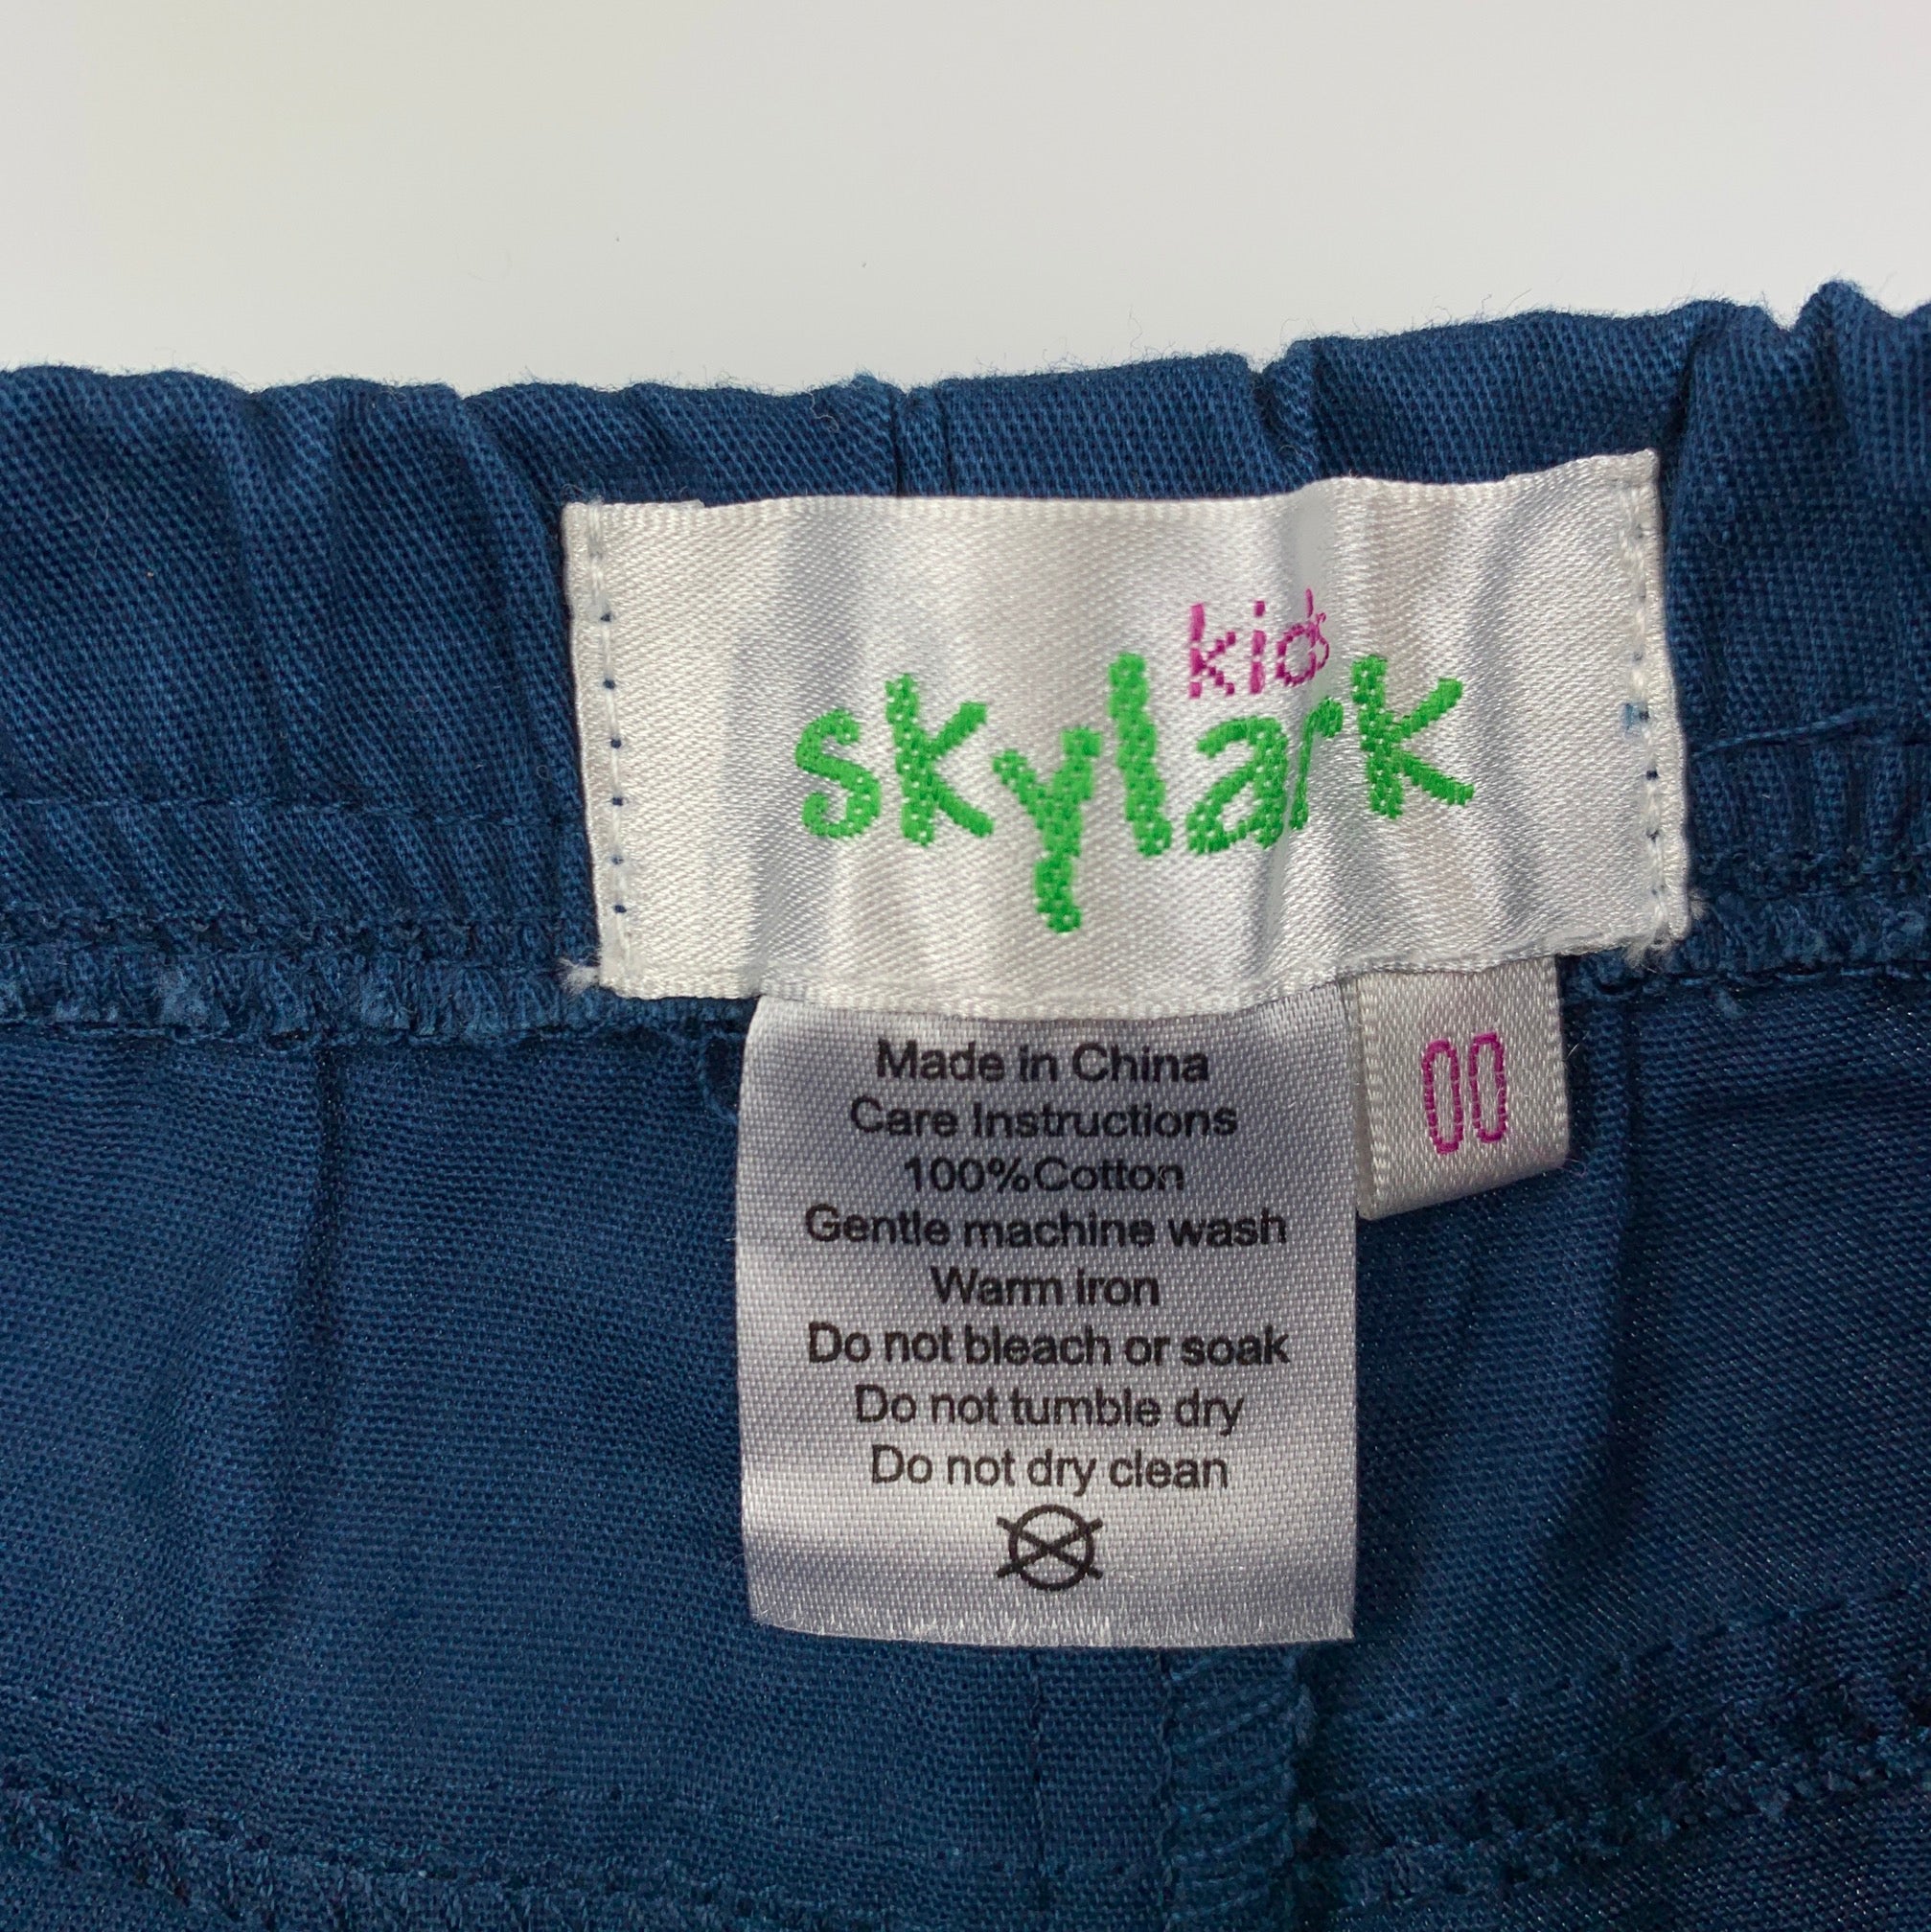 kids
skylark
00
Made in China
Care Instructions
100%Cotton
Gentle machine wash
Warm iron
Do not bleach or soak
Do not tumble dry
Do not dry clean